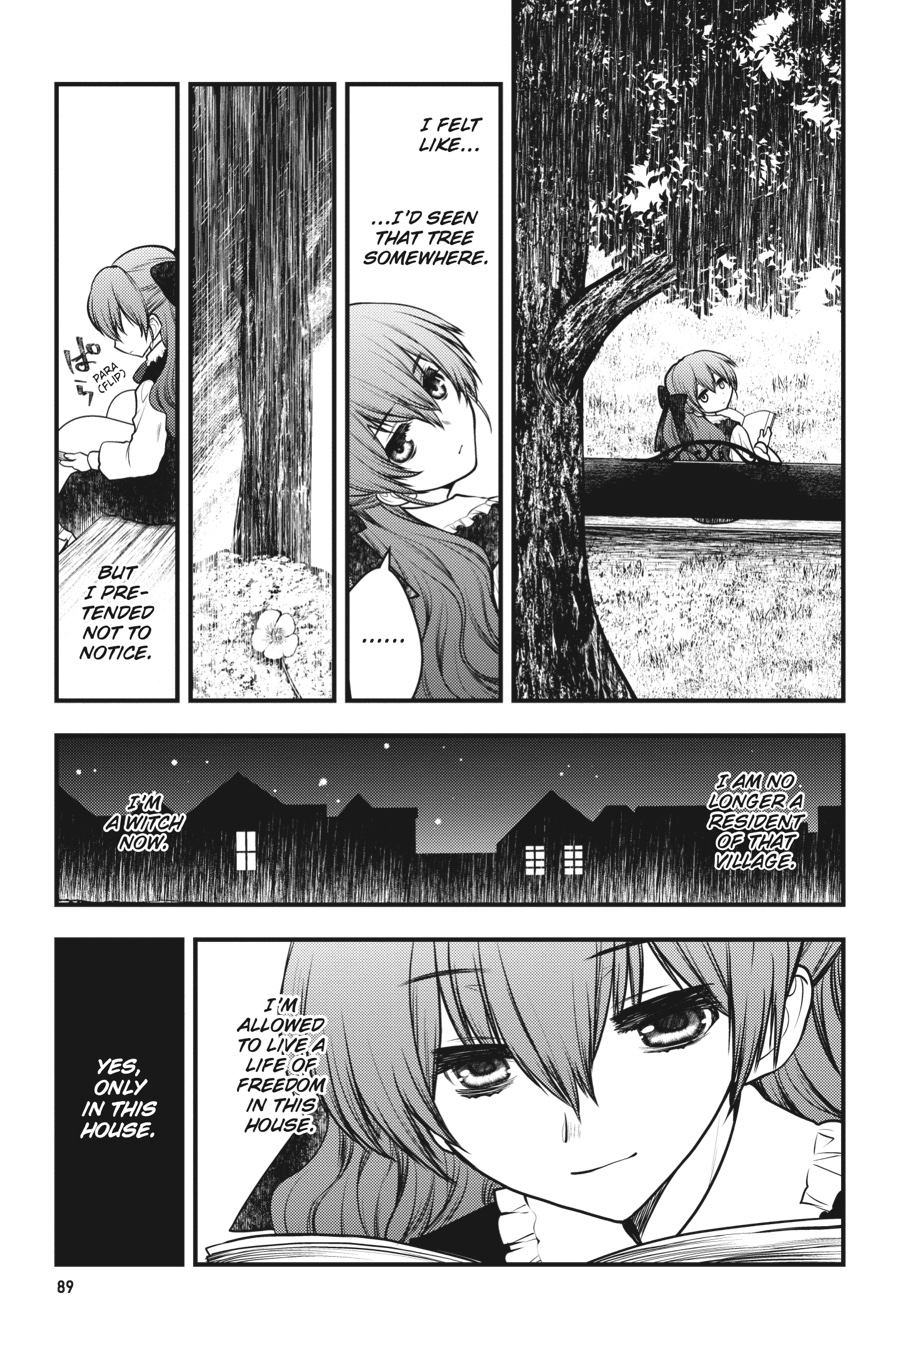 I FELT
LIKE...
...I'D SEEN
THAT TREE
SOMEWHERE.
......
ぱら
PARA
(FLIP)
BUT
I PRE-
TENDED
NOT TO
NOTICE.
I AM NO
LONGER A
RESIDENT
OF THAT
VILLAGE.
I'M
A WITCH
NOW.
I'M
ALLOWED
TO LIVE A
LIFE OF
FREEDOM
IN THIS
HOUSE.
YES,
ONLY
IN THIS
HOUSE.
89